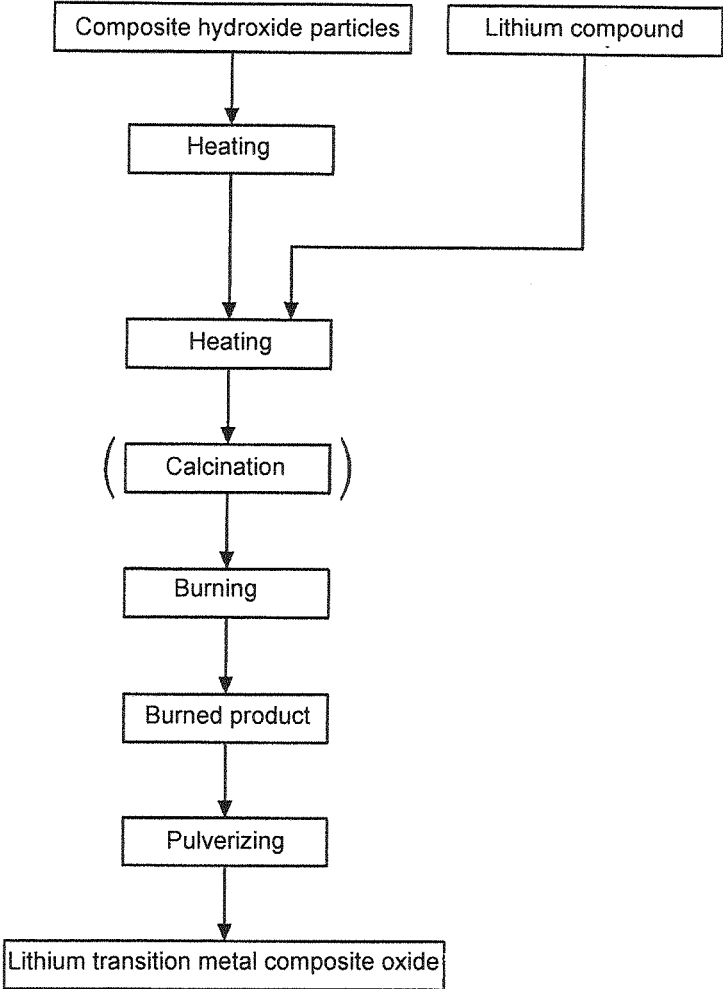 Composite hydroxide particles
Lithium compound
Heating
Heating
( Calcination )
Burning
Burned product
Pulverizing
Lithium transition metal composite oxide